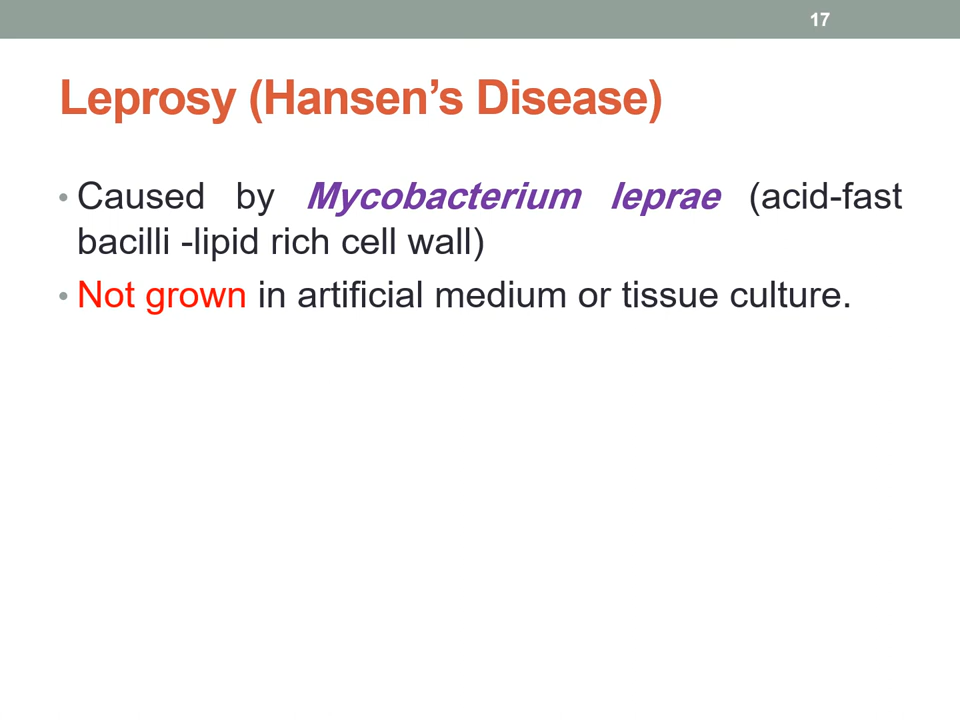 17
Leprosy (Hansen’s Disease)
• Caused by Mycobacterium leprae (acid-fast
bacilli -lipid rich cell wall)
• Not grown in artificial medium or tissue culture.